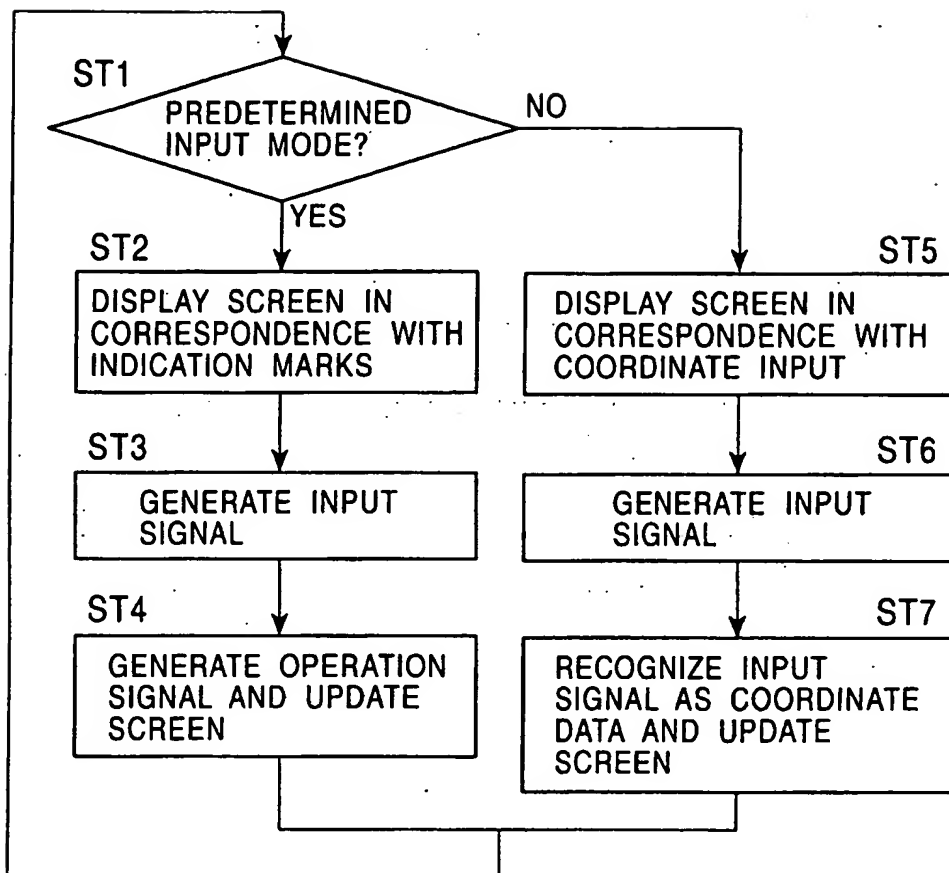 ST1
PREDETERMINED
INPUT MODE?
NO
YES
ST2
DISPLAY SCREEN IN
CORRESPONDENCE WITH
INDICATION MARKS
ST3
GENERATE INPUT
SIGNAL
ST4
GENERATE OPERATION
SIGNAL AND UPDATE
SCREEN
ST5
DISPLAY SCREEN IN
CORRESPONDENCE WITH
COORDINATE INPUT
ST6
GENERATE INPUT
SIGNAL
ST7
RECOGNIZE INPUT
SIGNAL AS COORDINATE
DATA AND UPDATE
SCREEN